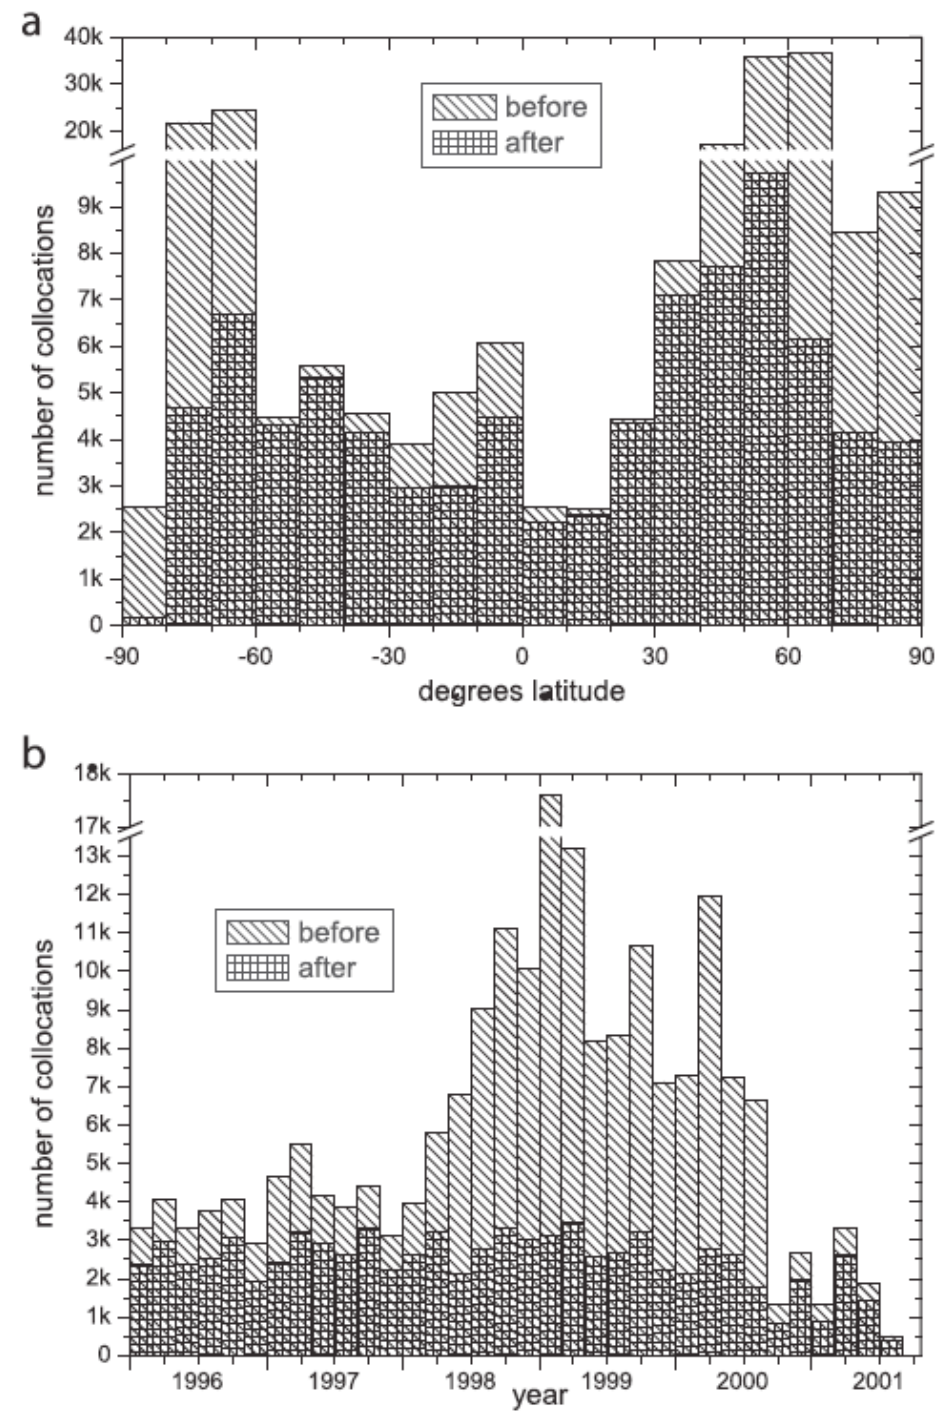 a
40k
30k
20k
9k
8k
7k
6k
5k
4k
3k
2k
1k
0
number of collocations
before
after
-90 -60 -30 0 30 60 90
degrees latitude
b
18k
17k
13k
12k
11k
10k
9k
8k
7k
6k
5k
4k
3k
2k
1k
0
number of collocations
before
after
1996 1997 1998 1999 2000 2001
year